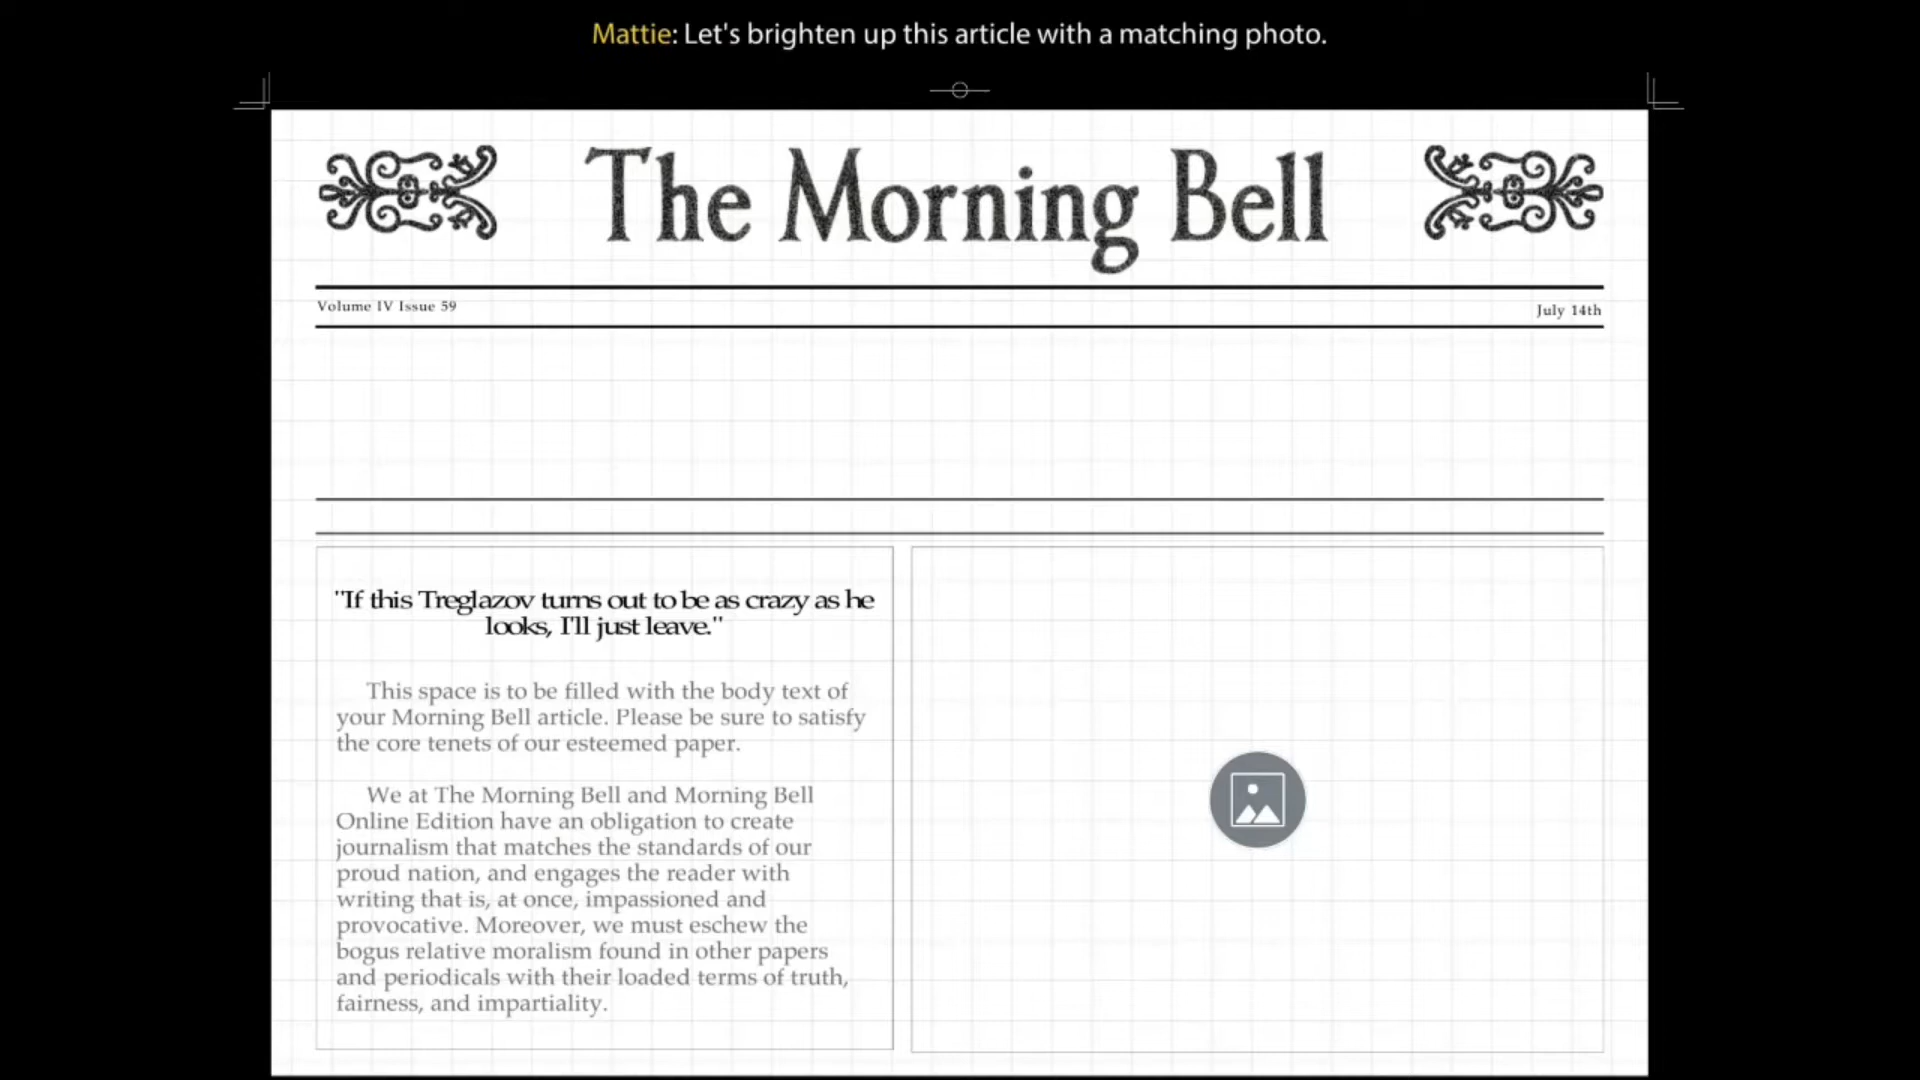 Mattie: Let's brighten up this article with a matching photo.
The Morning Bell
Volume IV Issue 59
July 14th
"If this Treglazov turns out to be as crazy as he
looks, I'll just leave."
This space is to be filled with the body text of
your Morning Bell article. Please be sure to satisfy
the core tenets of our esteemed paper.
We at The Morning Bell and Morning Bell
Online Edition have an obligation to create
journalism that matches the standards of our
proud nation, and engages the reader with
writing that is, at once, impassioned and
provocative. Moreover, we must eschew the
bogus relative moralism found in other papers
and periodicals with their loaded terms of truth,
fairness, and impartiality.